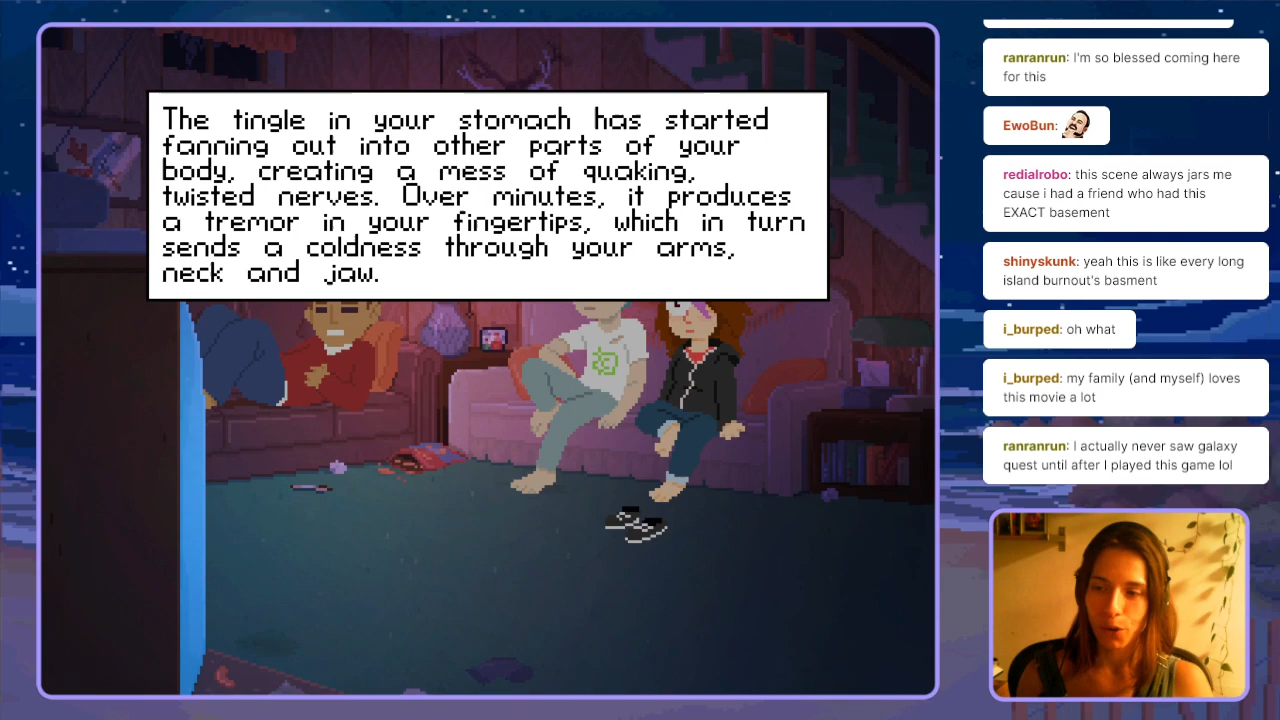 The tingle in your stomach has started
fanning out into other parts of your
body, creating a mess of quaking,
twisted nerves. Over minutes, it produces
a tremor in your fingertips, which in turn
sends a coldness through your arms,
neck and jaw.
ranranrun: I'm so blessed coming here
for this
EwoBun:
redialrobo: this scene always jars me
cause i had a friend who had this
EXACT basement
shinyskunk: yeah this is like every long
island burnout's basment
i_burped: oh what
i_burped: my family (and myself) loves
this movie a lot
ranranrun: I actually never saw galaxy
quest until after I played this game lol